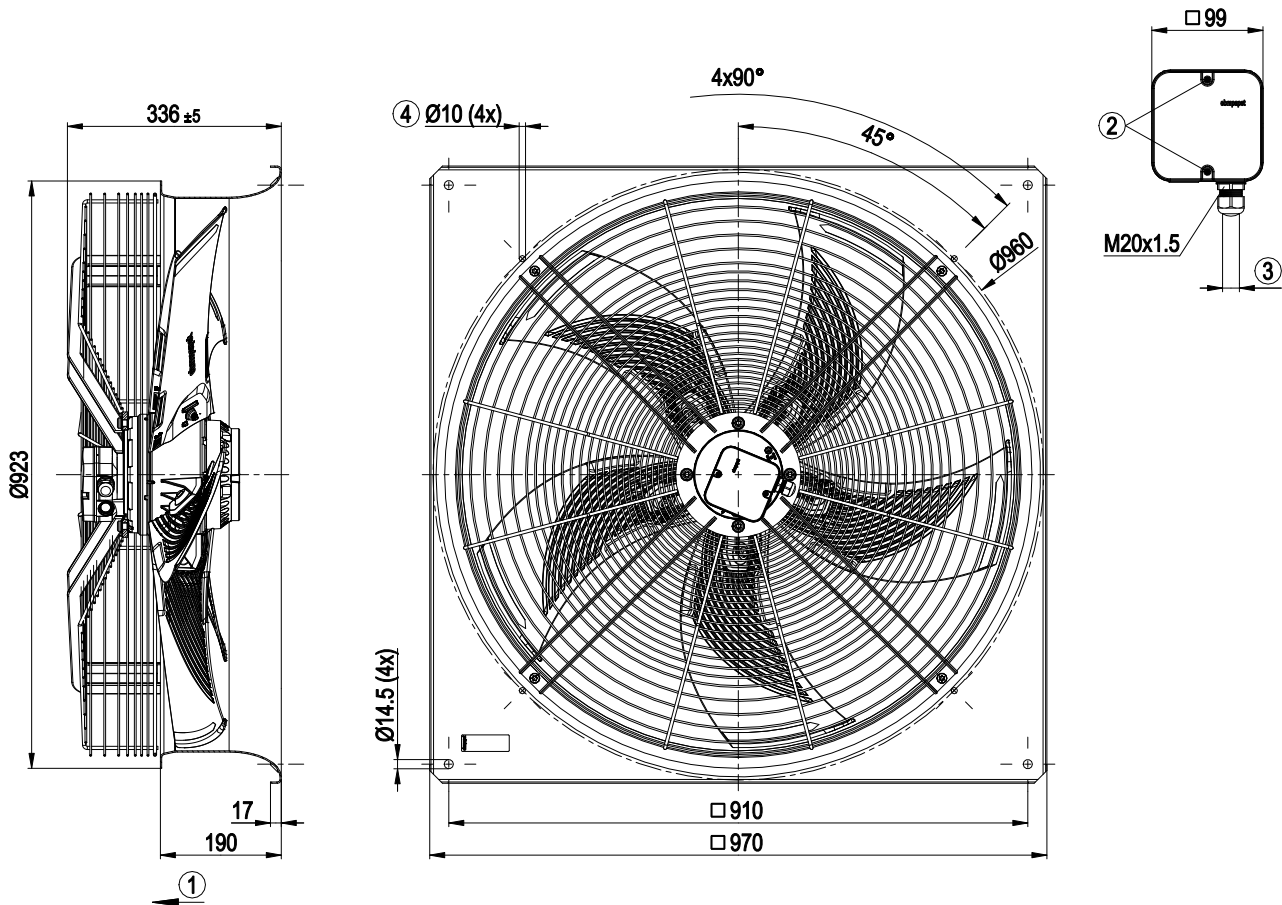 □ 99
4x90°
336 ±5
④ Ø10 (4x)
45°
②
ebmpapst
M20x1.5
③
Ø960
Ø923
Ø14.5 (4x)
17
□ 910
190
□ 970
①